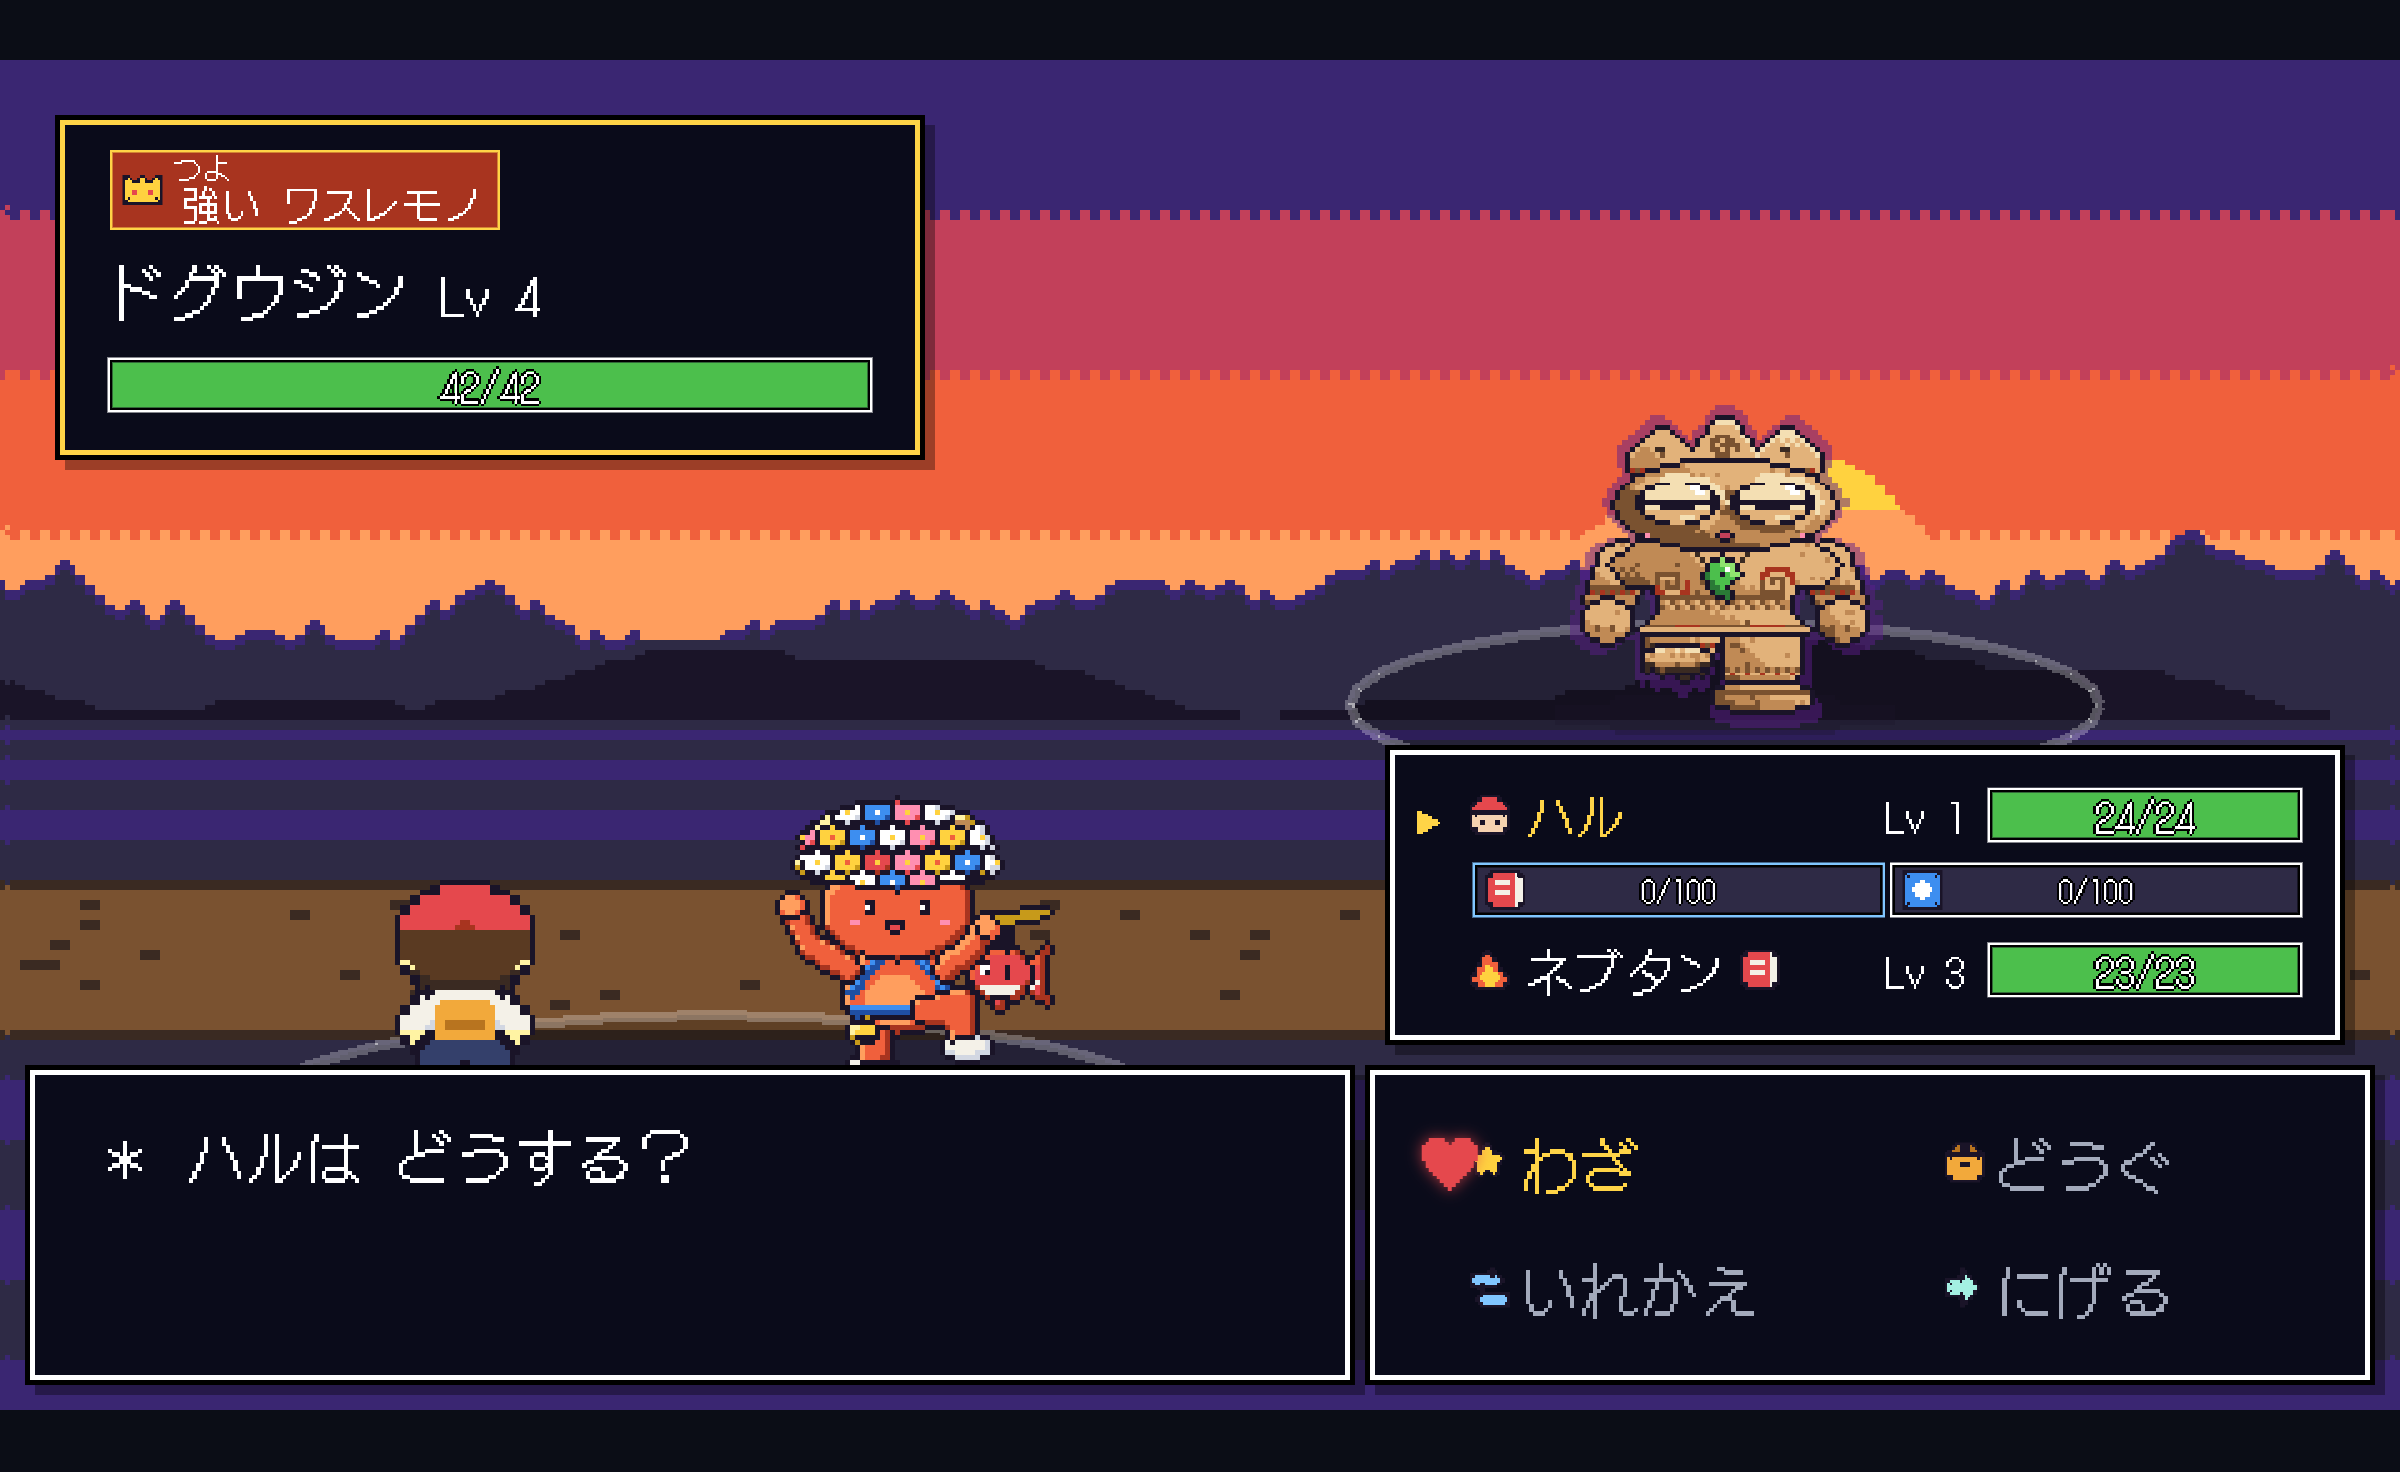 つよ
強い ワスレモノ
ドグウジン Lv 4
42/42
ハル Lv 1 24/24
0/100 0/100
ネブタン Lv 3 23/23
* ハルは どうする?
わざ どうぐ
いれかえ にげる